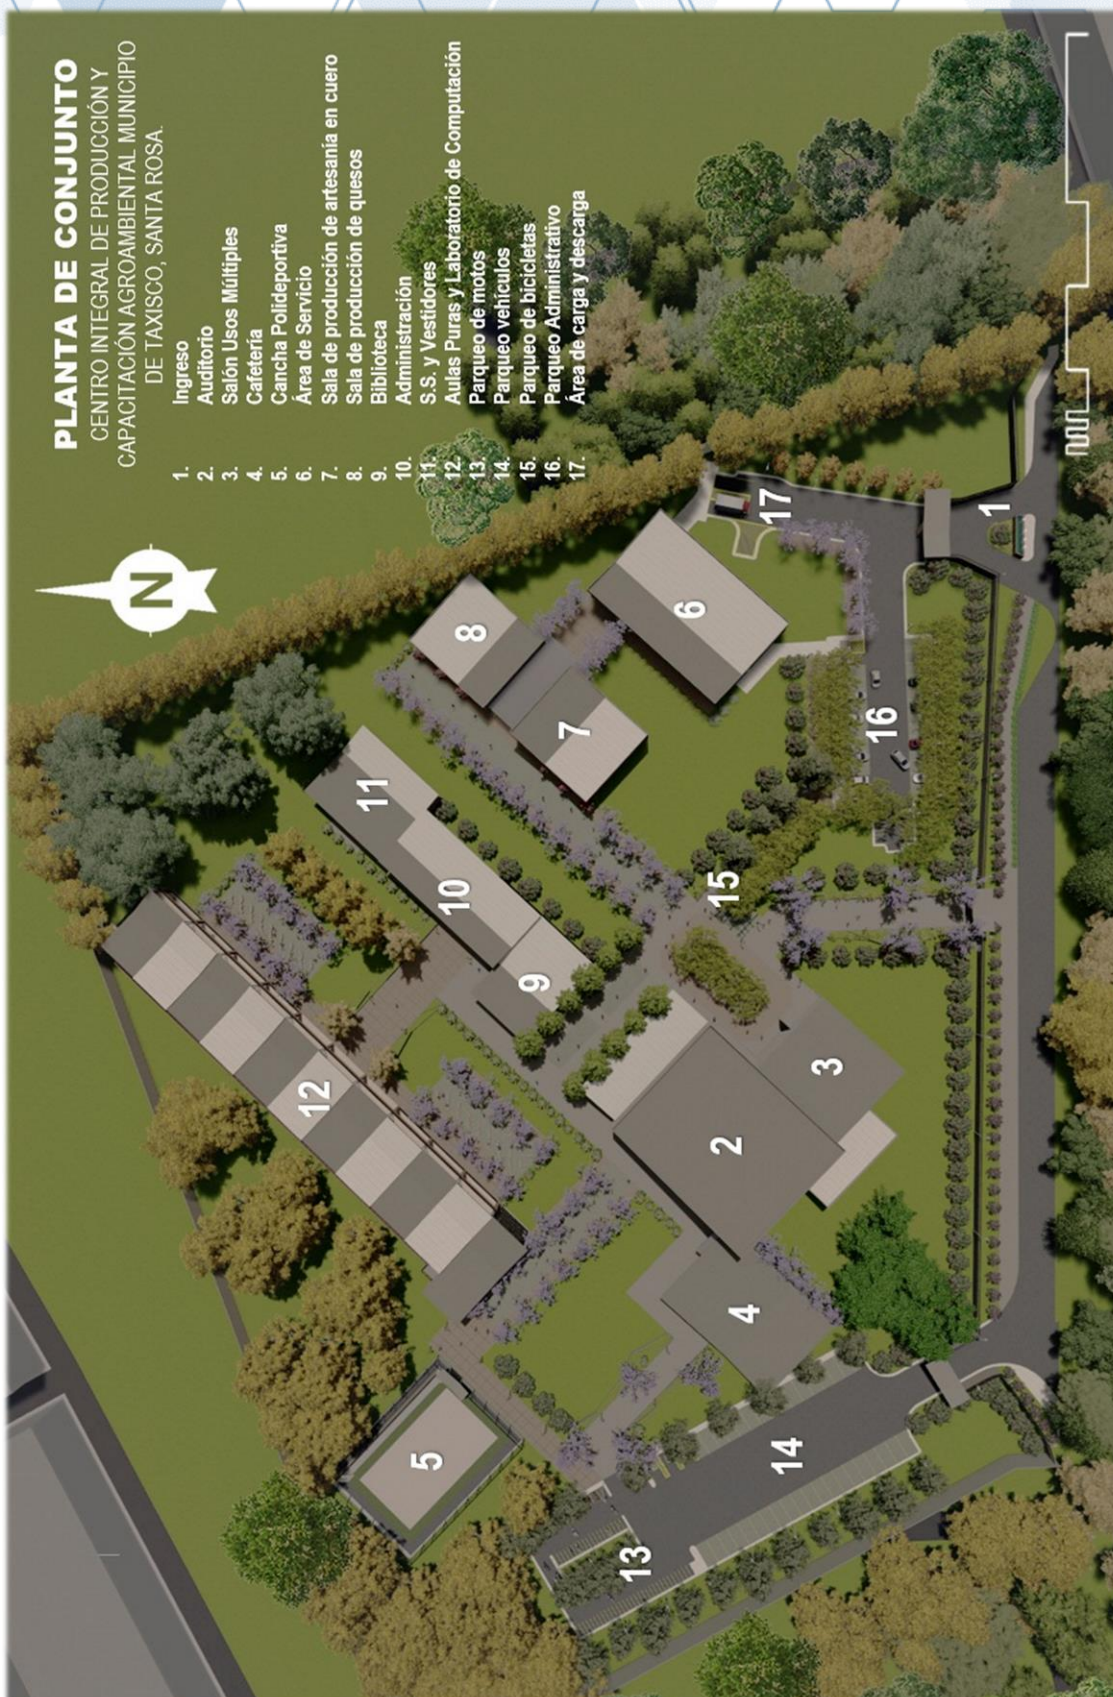 PLANTA DE CONJUNTO
CENTRO INTEGRAL DE PRODUCCIÓN Y
CAPACITACIÓN AGROAMBIENTAL MUNICIPIO
DE TAXISCO, SANTA ROSA.
1. Ingreso
2. Auditorio
3. Salón Usos Múltiples
4. Cafetería
5. Cancha Polideportiva
6. Área de Servicio
7. Sala de producción de artesanía en cuero
8. Sala de producción de quesos
9. Biblioteca
10. Administración
11. S.S. y Vestidores
12. Aulas Puras y Laboratorio de Computación
13. Parqueo de motos
14. Parqueo vehículos
15. Parqueo de bicicletas
16. Parqueo Administrativo
17. Área de carga y descarga
N
12
11
10
9
8
7
6
5
4
2
3
15
16
17
13
14
1